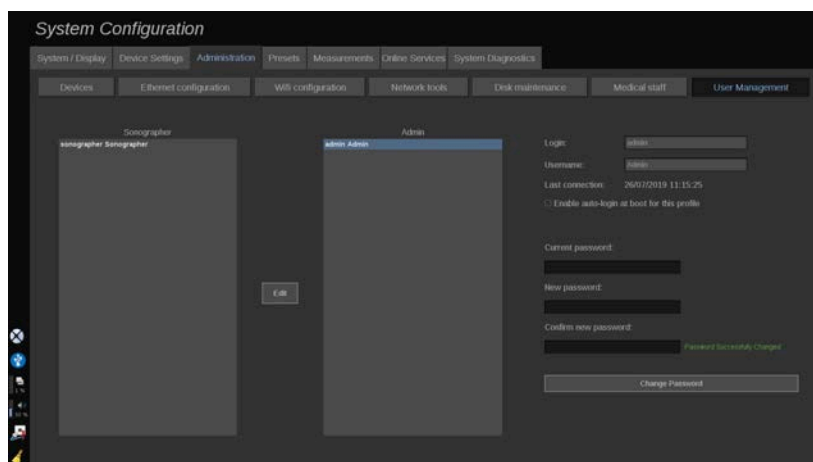 System Configuration
System / Display Device Settings Administration Presets Measurements Online Services System Diagnostics
Devices Ethernet configuration Wifi configuration Network tools Disk maintenance Medical staff User Management
Sonographer Admin
sonographer Sonographer
admin Admin
Login: admin
Username: Admin
Last connection: 26/07/2019 11:15:25
Enable auto-login at boot for this profile
Current password:
Edit
New password:
Confirm new password:
Password Successfully Changed
Change Password